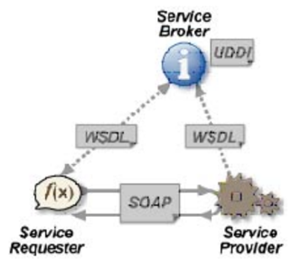 Service
Broker
UDDI
i
WSDL
WSDL
f(x)
SOAP
Service
Requester
Service
Provider